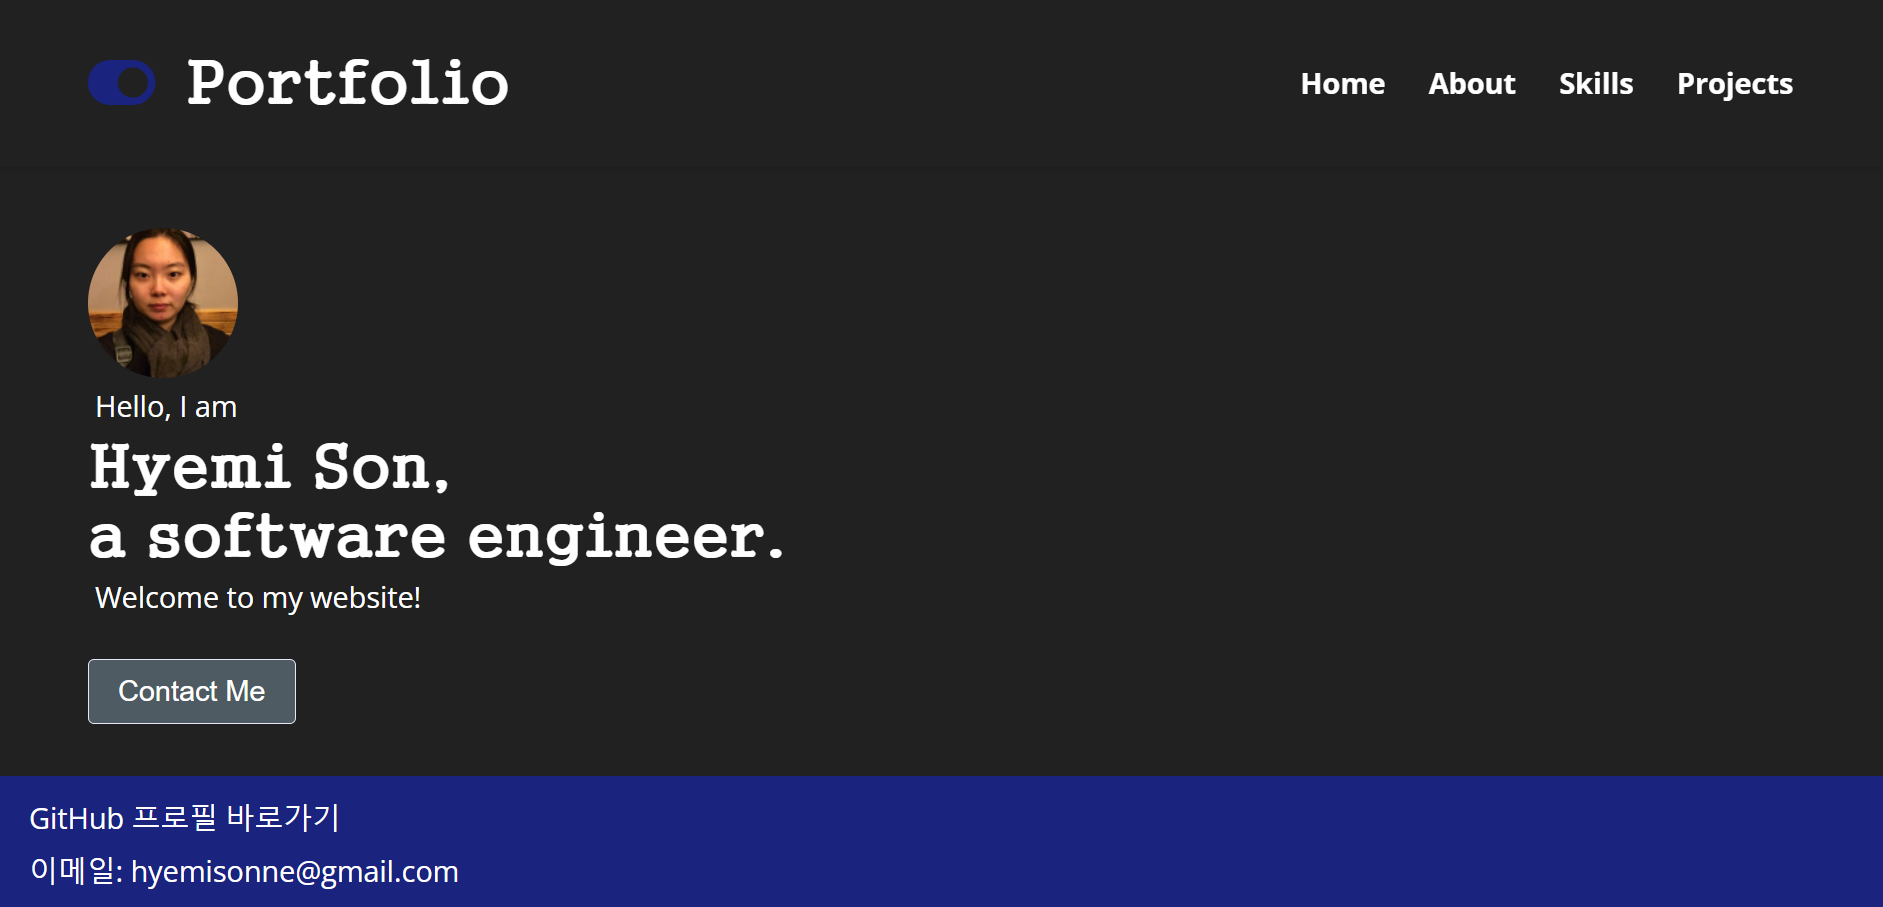 Portfolio
Home About Skills Projects
Hello, I am
Hyemi Son,
a software engineer.
Welcome to my website!
Contact Me
GitHub 프로필 바로가기
이메일: hyemisonne@gmail.com